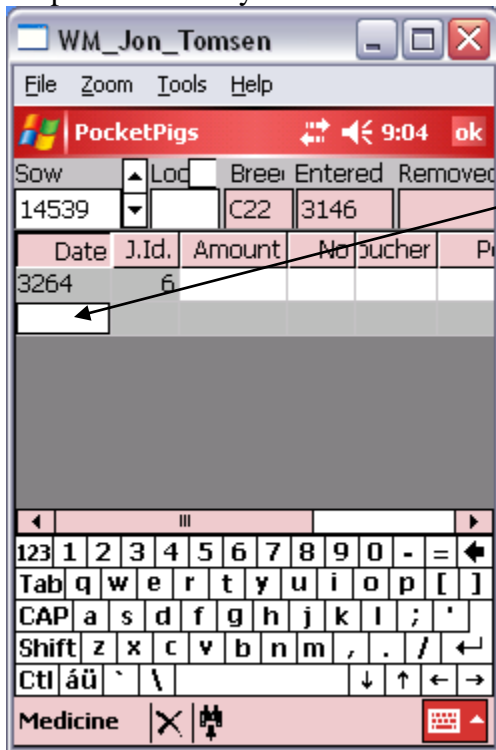 WM_Jon_Tomsen
File Zoom Tools Help
PocketPigs 9:04 ok
Sow Loc Bree Entered Removed
14539 C22 3146
Date J.Id. Amount No oucher P
3264 6
123 1 2 3 4 5 6 7 8 9 0 - =
Tab q w e r t y u i o p [ ]
CAP a s d f g h j k l ; '
Shift z x c v b n m , . /
Ctl áü ` \
Medicine